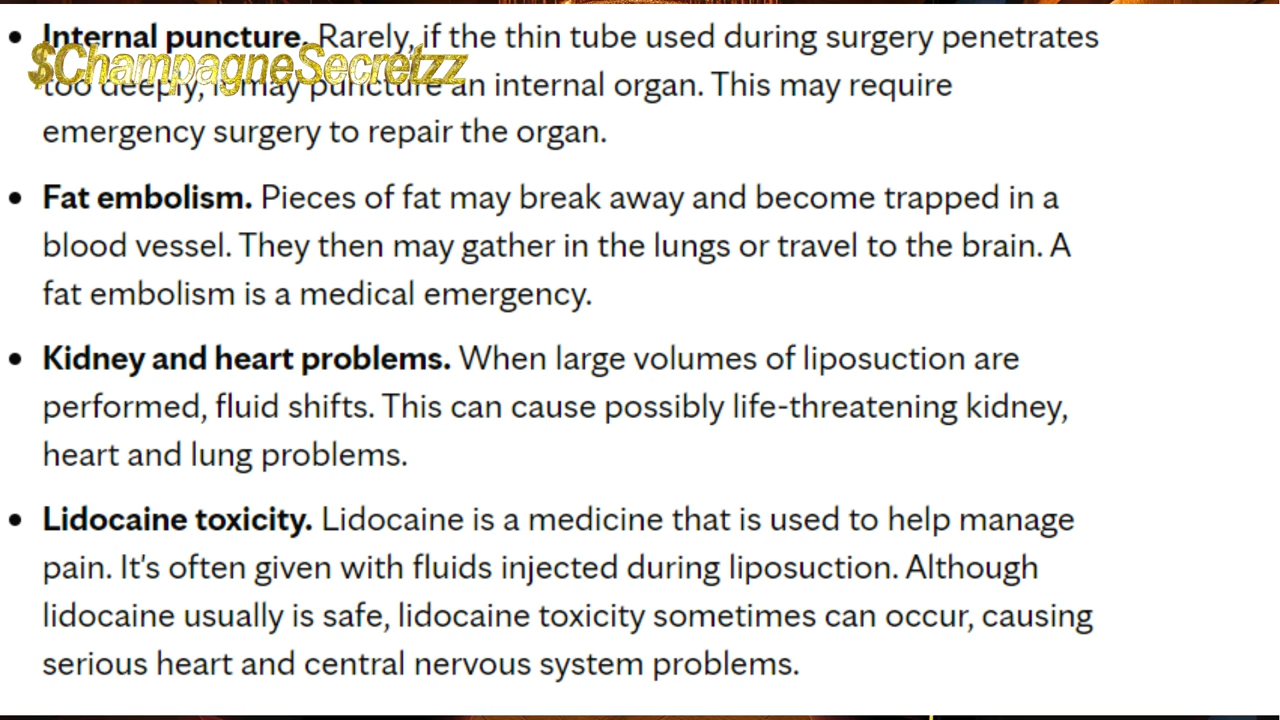 • Internal puncture. Rarely, if the thin tube used during surgery penetrates
$ChampagneSecretzz
too deeply, may puncture an internal organ. This may require
emergency surgery to repair the organ.
• Fat embolism. Pieces of fat may break away and become trapped in a
blood vessel. They then may gather in the lungs or travel to the brain. A
fat embolism is a medical emergency.
• Kidney and heart problems. When large volumes of liposuction are
performed, fluid shifts. This can cause possibly life-threatening kidney,
heart and lung problems.
• Lidocaine toxicity. Lidocaine is a medicine that is used to help manage
pain. It's often given with fluids injected during liposuction. Although
lidocaine usually is safe, lidocaine toxicity sometimes can occur, causing
serious heart and central nervous system problems.